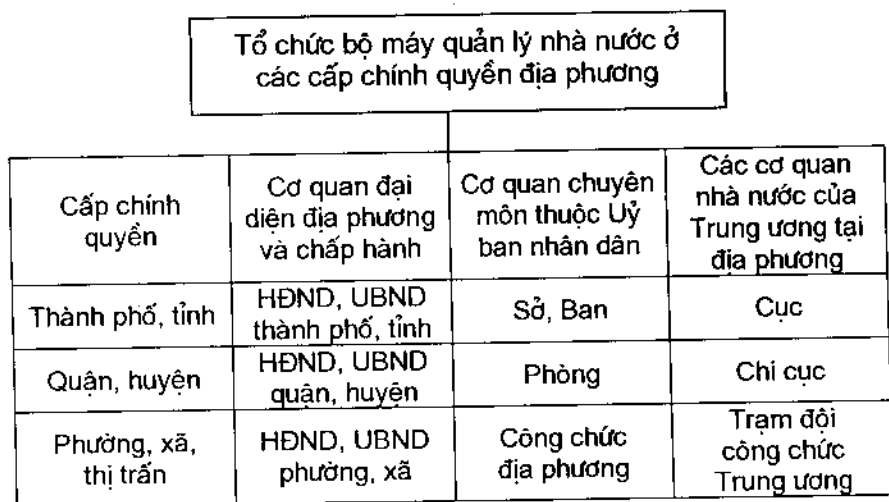 Tổ chức bộ máy quản lý nhà nước ở
các cấp chính quyền địa phương
Cấp chính
quyền
Cơ quan đại
diện địa phương
và chấp hành
Cơ quan chuyên
môn thuộc Uỷ
ban nhân dân
Các cơ quan
nhà nước của
Trung ương tại
địa phương
Thành phố, tỉnh
HĐND, UBND
thành phố, tỉnh
Sở, Ban
Cục
Quận, huyện
HĐND, UBND
quận, huyện
Phòng
Chi cục
Phường, xã,
thị trấn
HĐND, UBND
phường, xã
Công chức
địa phương
Trạm đội
công chức
Trung ương